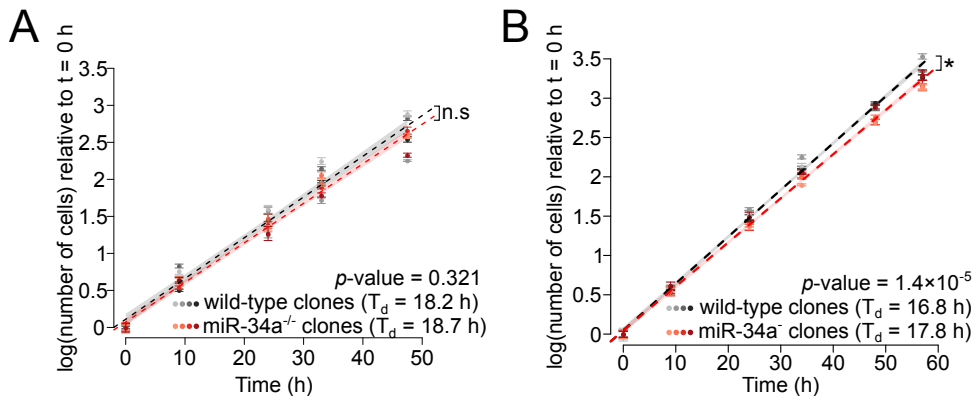 A
log(number of cells) relative to t = 0 h
3.5
3
2.5
2
1.5
1
0.5
0
n.s
p-value = 0.321
wild-type clones (Td = 18.2 h)
miR-34a-/- clones (Td = 18.7 h)
0 10 20 30 40 50
Time (h)
B
log(number of cells) relative to t = 0 h
3.5
3
2.5
2
1.5
1
0.5
0
*
p-value = 1.4×10-5
wild-type clones (Td = 16.8 h)
miR-34a- clones (Td = 17.8 h)
0 10 20 30 40 50 60
Time (h)